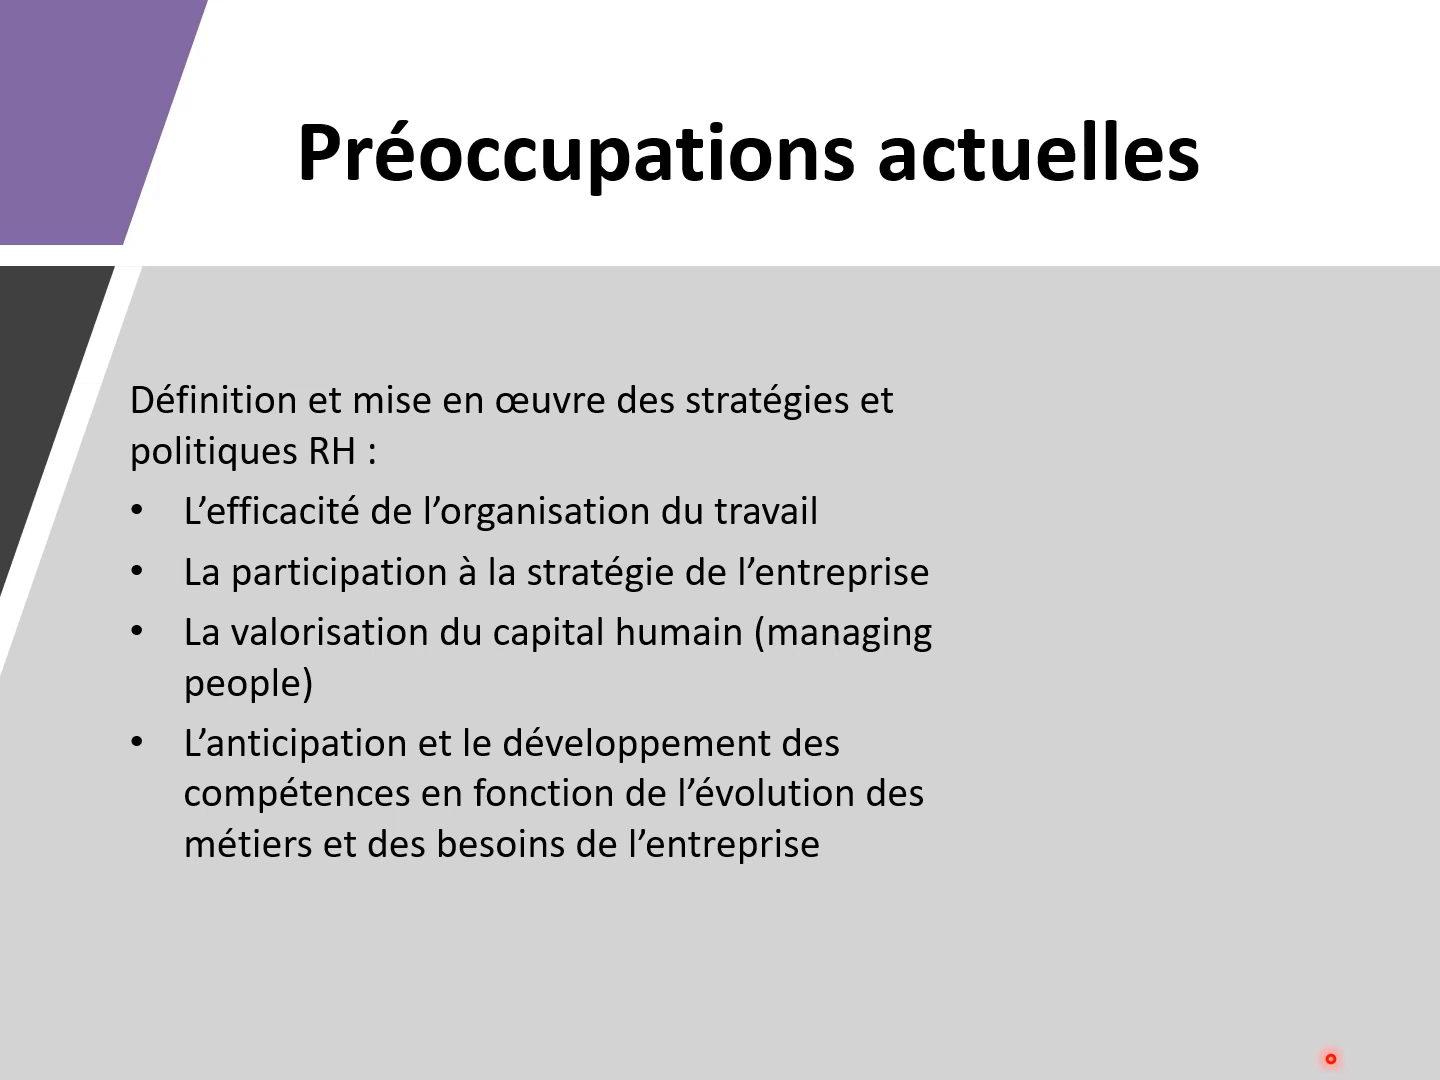 Préoccupations actuelles
Définition et mise en œuvre des stratégies et
politiques RH :
• L’efficacité de l’organisation du travail
• La participation à la stratégie de l’entreprise
• La valorisation du capital humain (managing
people)
• L’anticipation et le développement des
compétences en fonction de l’évolution des
métiers et des besoins de l’entreprise